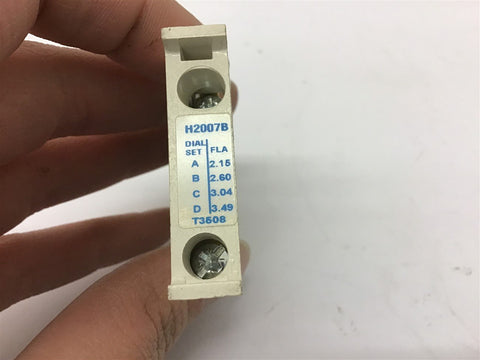 H2007B
DIAL
SET FLA
A 2.15
B 2.60
C 3.04
D 3.49
T3508